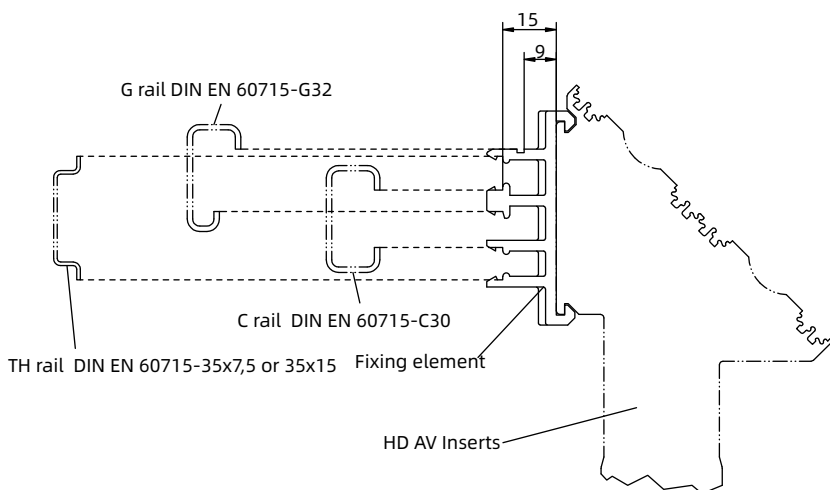 15
9
G rail DIN EN 60715-G32
C rail  DIN EN 60715-C30
TH rail  DIN EN 60715-35x7,5 or 35x15
Fixing element
HD AV Inserts